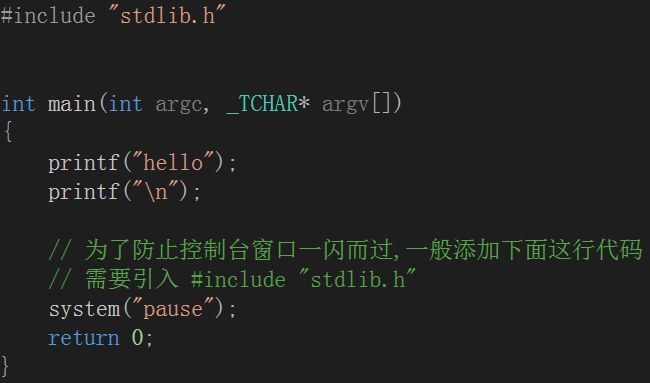 #include "stdlib.h"
int main(int argc, _TCHAR* argv[])
{
    printf("hello");
    printf("\n");
    // 为了防止控制台窗口一闪而过,一般添加下面这行代码
    // 需要引入 #include "stdlib.h"
    system("pause");
    return 0;
}